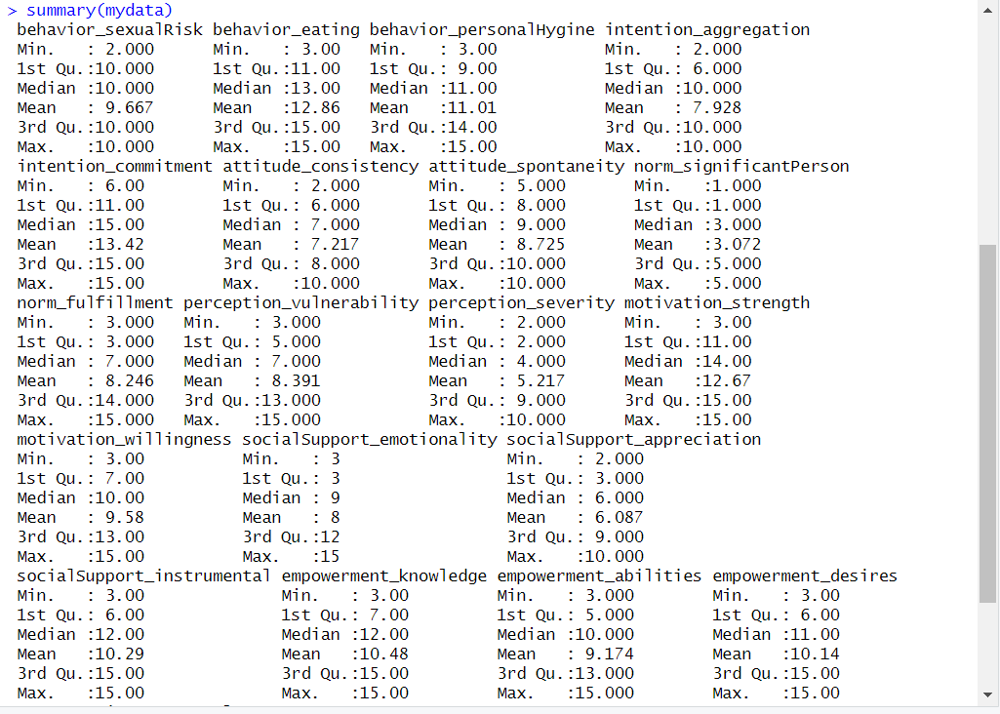 > summary(mydata)
behavior_sexualRisk behavior_eating behavior_personalHygine intention_aggregation
Min.   : 2.000      Min.   : 3.00   Min.   : 3.00           Min.   : 2.000
1st Qu.:10.000      1st Qu.:11.00   1st Qu.: 9.00           1st Qu.: 6.000
Median :10.000      Median :13.00   Median :11.00           Median :10.000
Mean   : 9.667      Mean   :12.86   Mean   :11.01           Mean   : 7.928
3rd Qu.:10.000      3rd Qu.:15.00   3rd Qu.:14.00           3rd Qu.:10.000
Max.   :10.000      Max.   :15.00   Max.   :15.00           Max.   :10.000
intention_commitment attitude_consistency attitude_spontaneity norm_significantPerson
Min.   : 6.00        Min.   : 2.000       Min.   : 5.000       Min.   :1.000
1st Qu.:11.00        1st Qu.: 6.000       1st Qu.: 8.000       1st Qu.:1.000
Median :15.00        Median : 7.000       Median : 9.000       Median :3.000
Mean   :13.42        Mean   : 7.217       Mean   : 8.725       Mean   :3.072
3rd Qu.:15.00        3rd Qu.: 8.000       3rd Qu.:10.000       3rd Qu.:5.000
Max.   :15.00        Max.   :10.000       Max.   :10.000       Max.   :5.000
norm_fulfillment perception_vulnerability perception_severity motivation_strength
Min.   : 3.000   Min.   : 3.000           Min.   : 2.000      Min.   : 3.00
1st Qu.: 3.000   1st Qu.: 5.000           1st Qu.: 2.000      1st Qu.:11.00
Median : 7.000   Median : 7.000           Median : 4.000      Median :14.00
Mean   : 8.246   Mean   : 8.391           Mean   : 5.217      Mean   :12.67
3rd Qu.:14.000   3rd Qu.:13.000           3rd Qu.: 9.000      3rd Qu.:15.00
Max.   :15.000   Max.   :15.000           Max.   :10.000      Max.   :15.00
motivation_willingness socialSupport_emotionality socialSupport_appreciation
Min.   : 3.00          Min.   : 3                 Min.   : 2.000
1st Qu.: 7.00          1st Qu.: 3                 1st Qu.: 3.000
Median :10.00          Median : 9                 Median : 6.000
Mean   : 9.58          Mean   : 8                 Mean   : 6.087
3rd Qu.:13.00          3rd Qu.:12                 3rd Qu.: 9.000
Max.   :15.00          Max.   :15                 Max.   :10.000
socialSupport_instrumental empowerment_knowledge empowerment_abilities empowerment_desires
Min.   : 3.00              Min.   : 3.00         Min.   : 3.000        Min.   : 3.00
1st Qu.: 6.00              1st Qu.: 7.00         1st Qu.: 5.000        1st Qu.: 6.00
Median :12.00              Median :12.00         Median :10.000        Median :11.00
Mean   :10.29              Mean   :10.48         Mean   : 9.174        Mean   :10.14
3rd Qu.:15.00              3rd Qu.:15.00         3rd Qu.:13.000        3rd Qu.:15.00
Max.   :15.00              Max.   :15.00         Max.   :15.000        Max.   :15.00